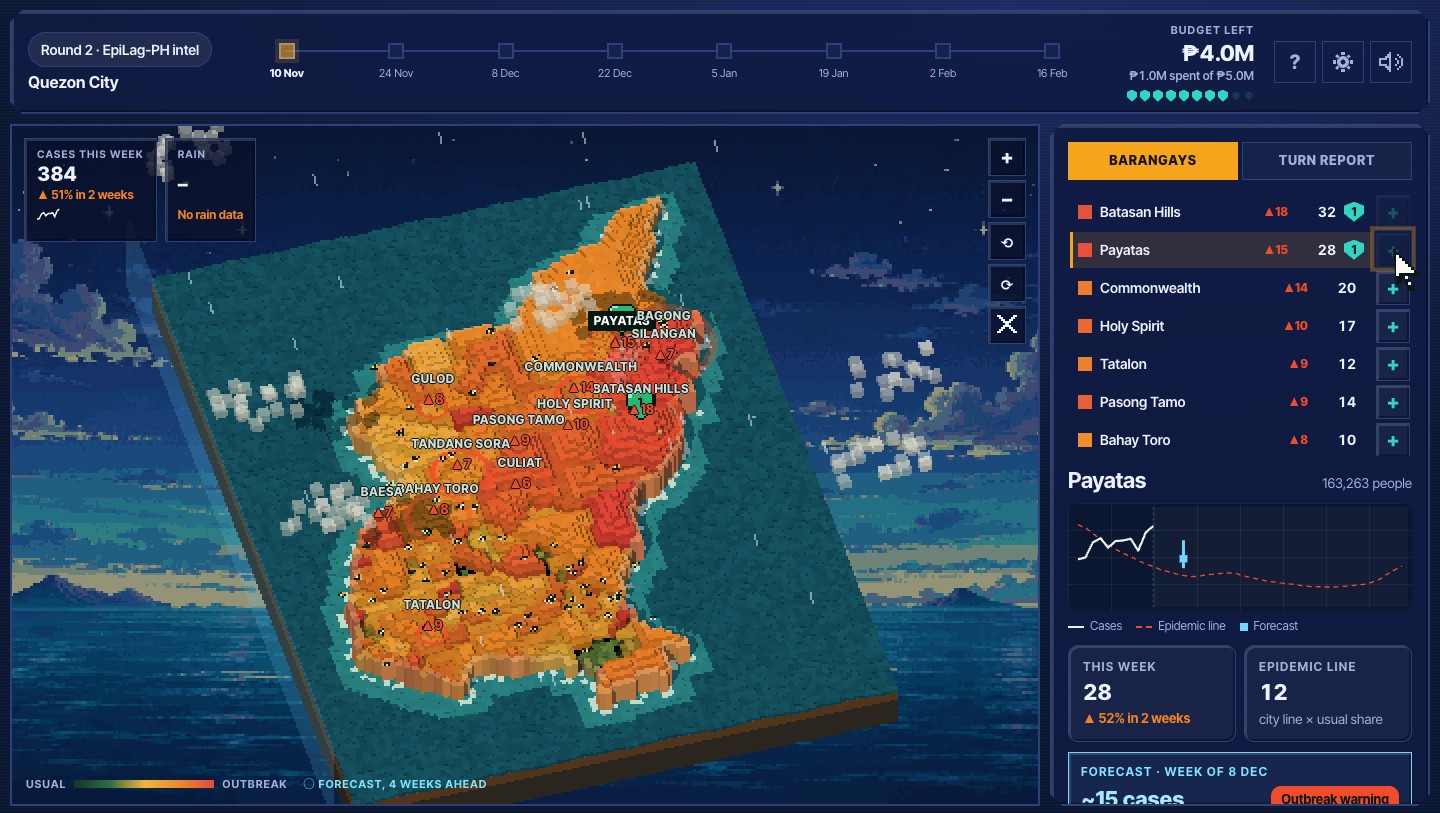 Round 2 · EpiLag-PH intel
Quezon City
10 Nov
24 Nov
8 Dec
22 Dec
5 Jan
19 Jan
2 Feb
16 Feb
BUDGET LEFT
₱4.0M
₱1.0M spent of ₱5.0M
?
CASES THIS WEEK
384
▲ 51% in 2 weeks
RAIN
–
No rain data
+
−
⟲
⟳
PAYATAS
▲15
BAGONG
SILANGAN
▲7
COMMONWEALTH
▲14
BATASAN HILLS
▲18
GULOD
▲8
HOLY SPIRIT
▲10
PASONG TAMO
▲9
TANDANG SORA
▲7
CULIAT
▲6
BAESA
▲7
BAHAY TORO
▲8
TATALON
▲9
USUAL
OUTBREAK
FORECAST, 4 WEEKS AHEAD
BARANGAYS
TURN REPORT
Batasan Hills ▲18 32 1 +
Payatas ▲15 28 1
Commonwealth ▲14 20 +
Holy Spirit ▲10 17 +
Tatalon ▲9 12 +
Pasong Tamo ▲9 14 +
Bahay Toro ▲8 10 +
Payatas
163,263 people
Cases
Epidemic line
Forecast
THIS WEEK
28
▲ 52% in 2 weeks
EPIDEMIC LINE
12
city line × usual share
FORECAST · WEEK OF 8 DEC
~15 cases
Outbreak warning